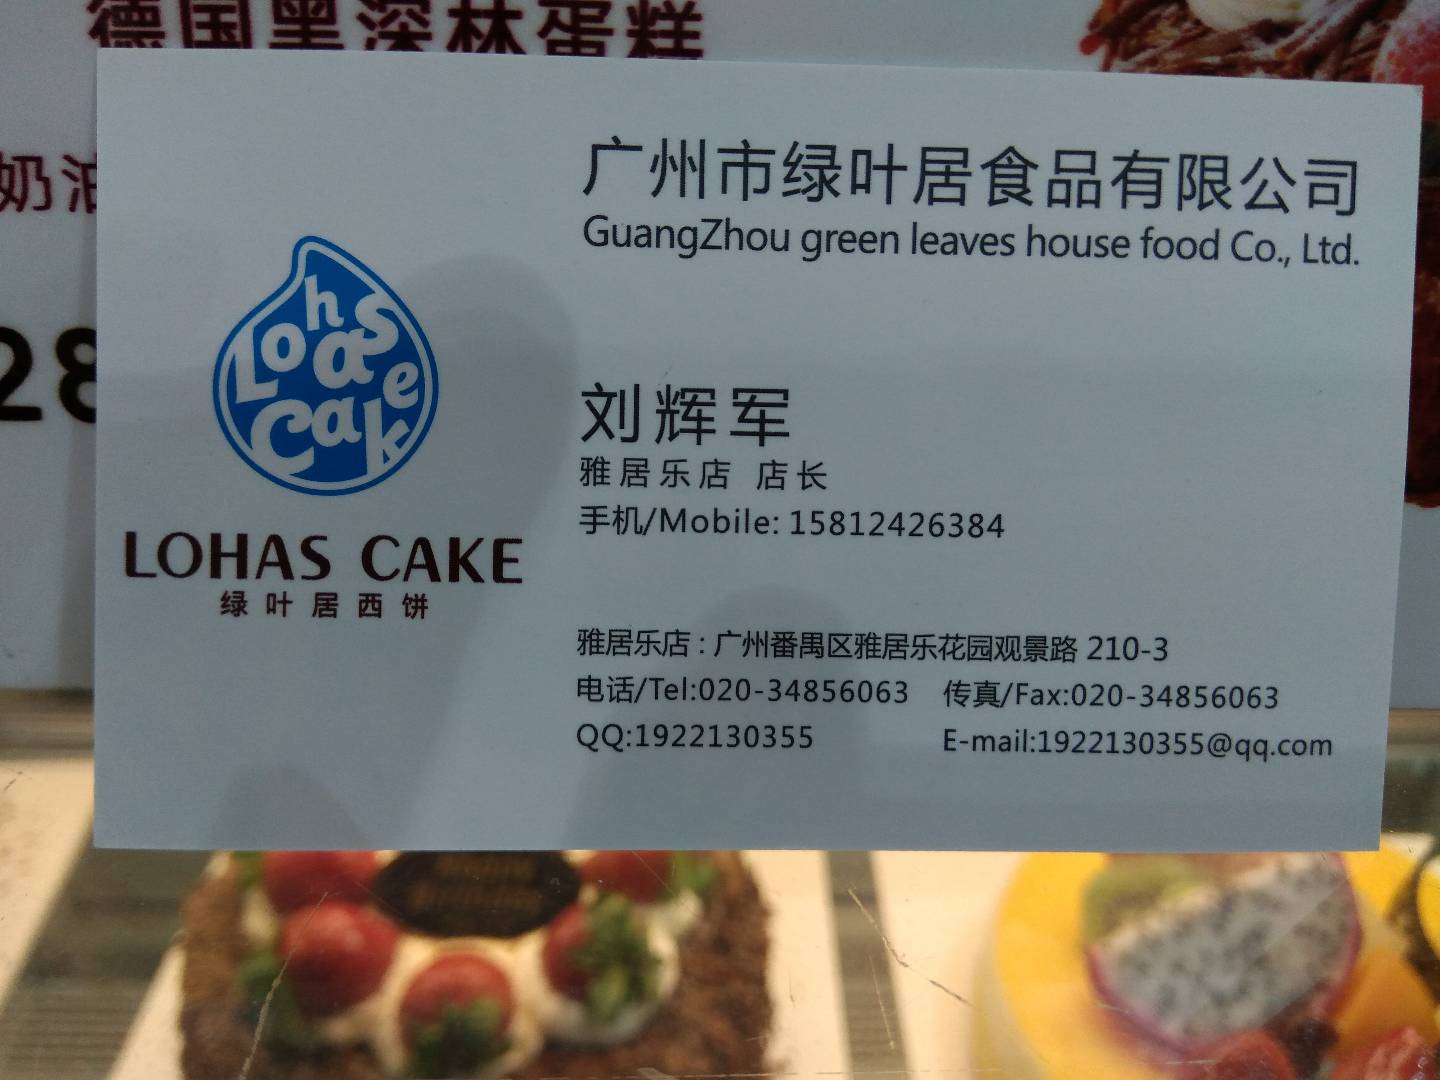 德国黑深林蛋糕
奶油
28
广州市绿叶居食品有限公司
GuangZhou green leaves house food Co., Ltd.
Lohas
Cake
LOHAS CAKE
绿叶居西饼
刘辉军
雅居乐店 店长
手机/Mobile: 15812426384
雅居乐店 : 广州番禺区雅居乐花园观景路 210-3
电话/Tel:020-34856063 传真/Fax:020-34856063
QQ:1922130355 E-mail:1922130355@qq.com